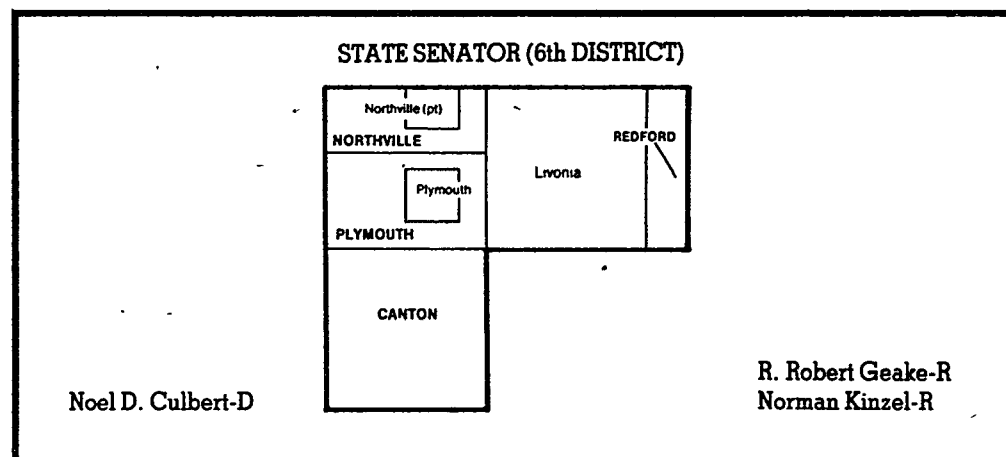 STATE SENATOR (6th DISTRICT)
Northville (pt)
NORTHVILLE
REDFORD
Livonia
Plymouth
PLYMOUTH
CANTON
Noel D. Culbert-D
R. Robert Geake-R
Norman Kinzel-R